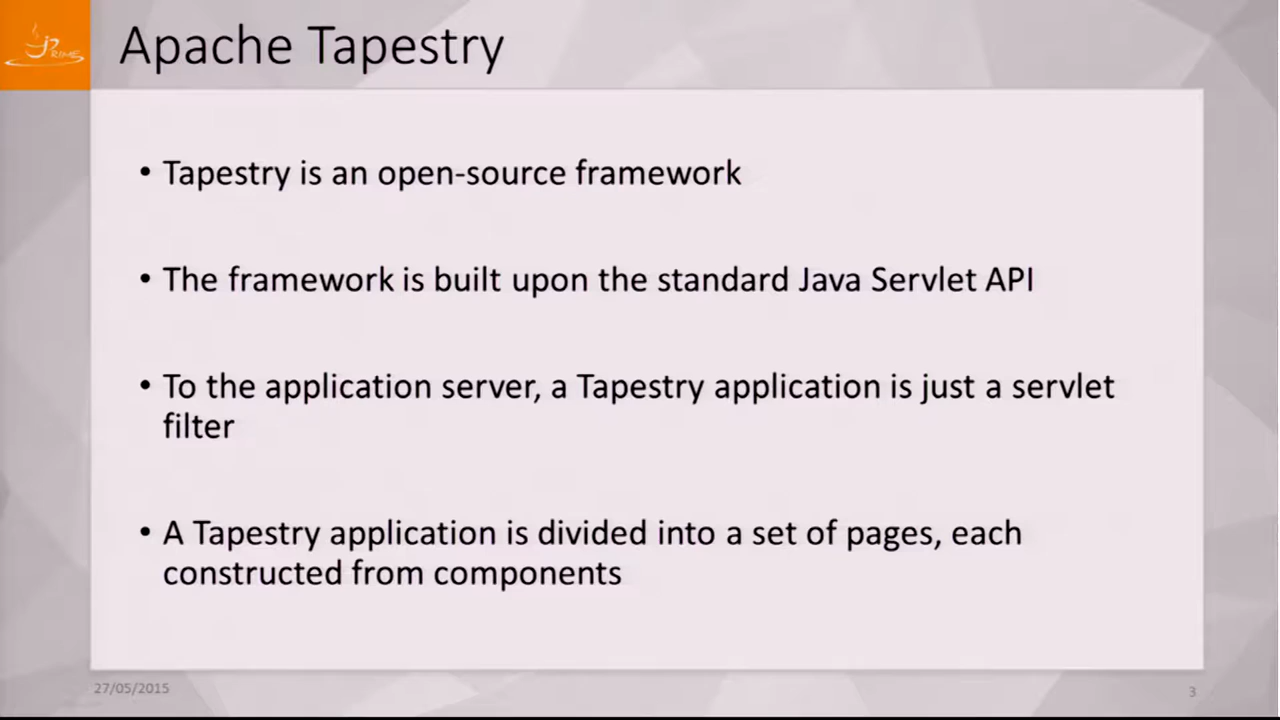 JPRIME
Apache Tapestry
• Tapestry is an open-source framework
• The framework is built upon the standard Java Servlet API
• To the application server, a Tapestry application is just a servlet
filter
• A Tapestry application is divided into a set of pages, each
constructed from components
27/05/2015
3